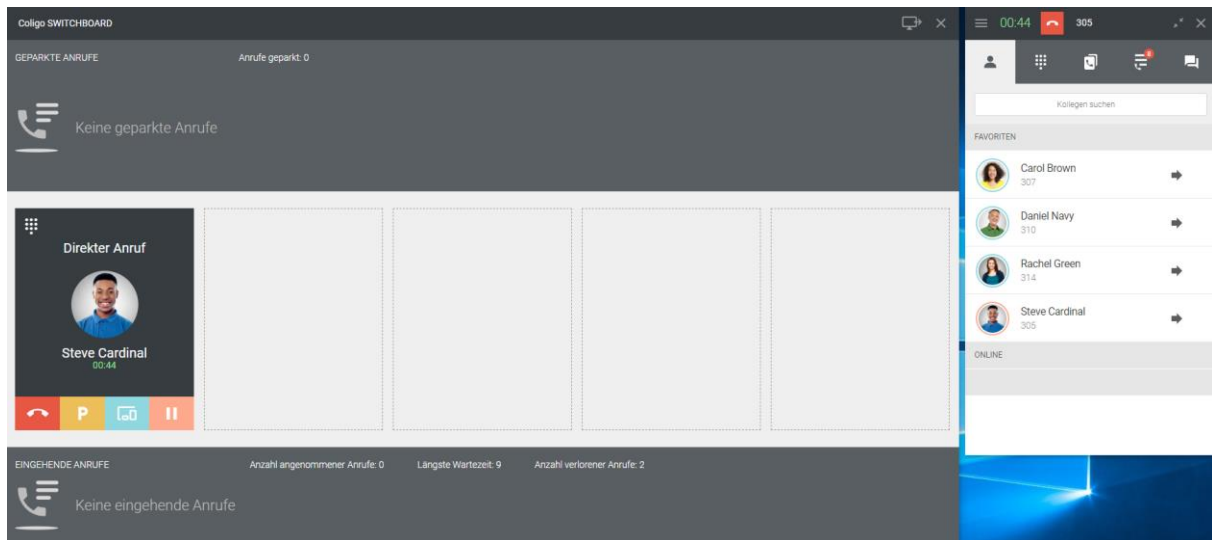 Coligo SWITCHBOARD
GEPARKTE ANRUFE
Anrufe geparkt: 0
Keine geparkte Anrufe
Direkter Anruf
Steve Cardinal
00:44
P
EINGEHENDE ANRUFE
Anzahl angenommener Anrufe: 0
Längste Wartezeit: 9
Anzahl verlorener Anrufe: 2
Keine eingehende Anrufe
00:44
305
Kollegen suchen
FAVORITEN
Carol Brown
307
Daniel Navy
310
Rachel Green
314
Steve Cardinal
305
ONLINE